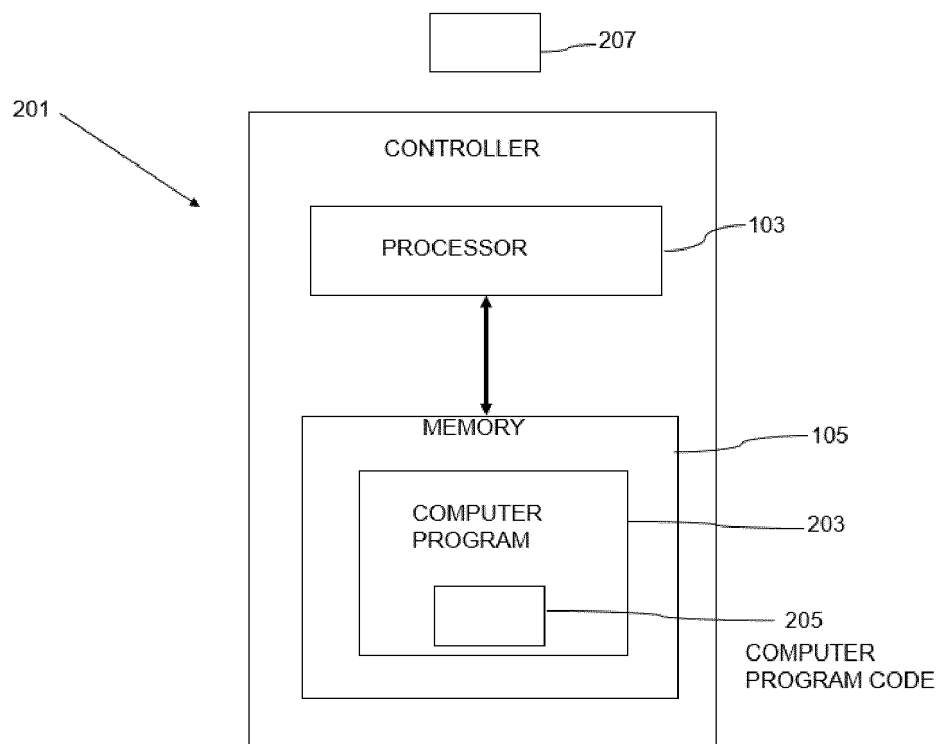 207
201
CONTROLLER
PROCESSOR
103
MEMORY
105
COMPUTER
PROGRAM
203
205
COMPUTER
PROGRAM CODE